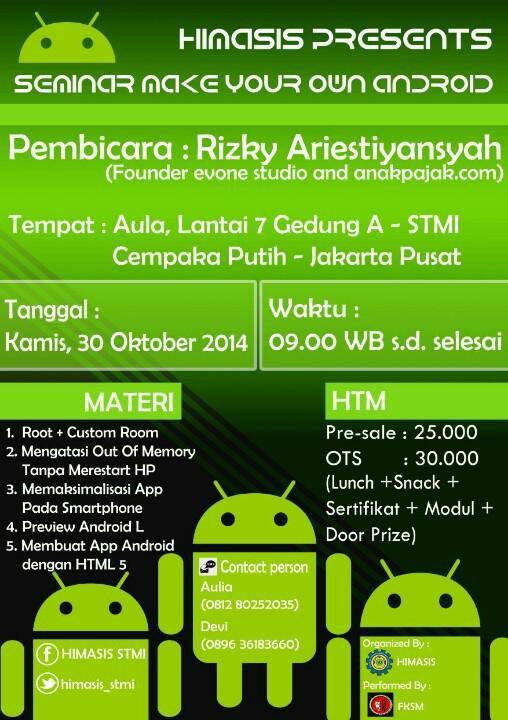 HIMASIS PRESENTS
SEMINAR MAKE YOUR OWN ANDROID
Pembicara : Rizky Ariestiyansyah
(Founder evone studio and anakpajak.com)
Tempat : Aula, Lantai 7 Gedung A - STMI
Cempaka Putih - Jakarta Pusat
Tanggal :
Kamis, 30 Oktober 2014
Waktu :
09.00 WB s.d. selesai
MATERI
1. Root + Custom Room
2. Mengatasi Out Of Memory
Tanpa Merestart HP
3. Memaksimalisasi App
Pada Smartphone
4. Preview Android L
5. Membuat App Android
dengan HTML 5
HTM
Pre-sale : 25.000
OTS : 30.000
(Lunch +Snack +
Sertifikat + Modul +
Door Prize)
Contact person
Aulia
(0812 80252035)
Devi
(0896 36183660)
HIMASIS STMI
himasis_stmi
Organized By :
HIMASIS
Performed By :
FKSM